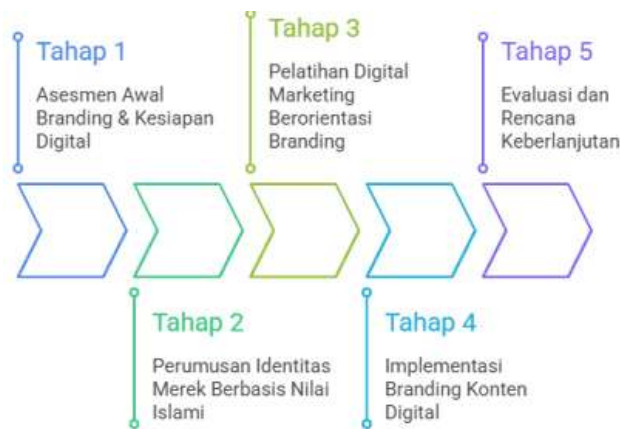 Tahap 1
Asesmen Awal
Branding & Kesiapan
Digital
Tahap 2
Perumusan Identitas
Merek Berbasis Nilai
Islami
Tahap 3
Pelatihan Digital
Marketing
Berorientasi
Branding
Tahap 4
Implementasi
Branding Konten
Digital
Tahap 5
Evaluasi dan
Rencana
Keberlanjutan